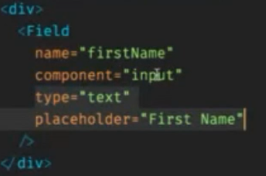 <div>
<Field
name="firstName"
component="input"
type="text"
placeholder="First Name"
/>
</div>